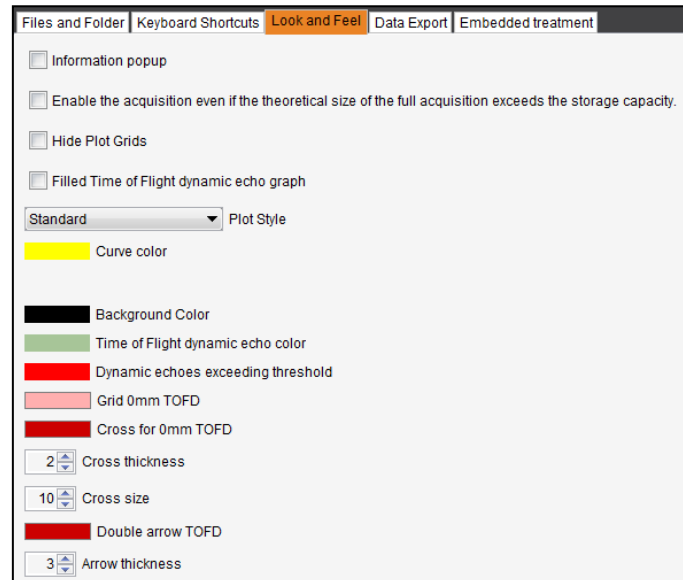 Files and Folder Keyboard Shortcuts Look and Feel Data Export Embedded treatment
Information popup
Enable the acquisition even if the theoretical size of the full acquisition exceeds the storage capacity.
Hide Plot Grids
Filled Time of Flight dynamic echo graph
Standard Plot Style
Curve color
Background Color
Time of Flight dynamic echo color
Dynamic echoes exceeding threshold
Grid 0mm TOFD
Cross for 0mm TOFD
2 Cross thickness
10 Cross size
Double arrow TOFD
3 Arrow thickness